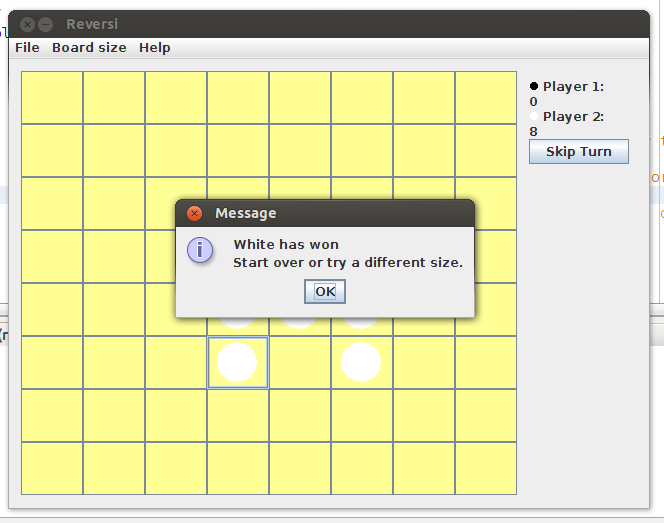 Reversi
File Board size Help
Player 1:
0
Player 2:
8
Skip Turn
Message
White has won
Start over or try a different size.
OK